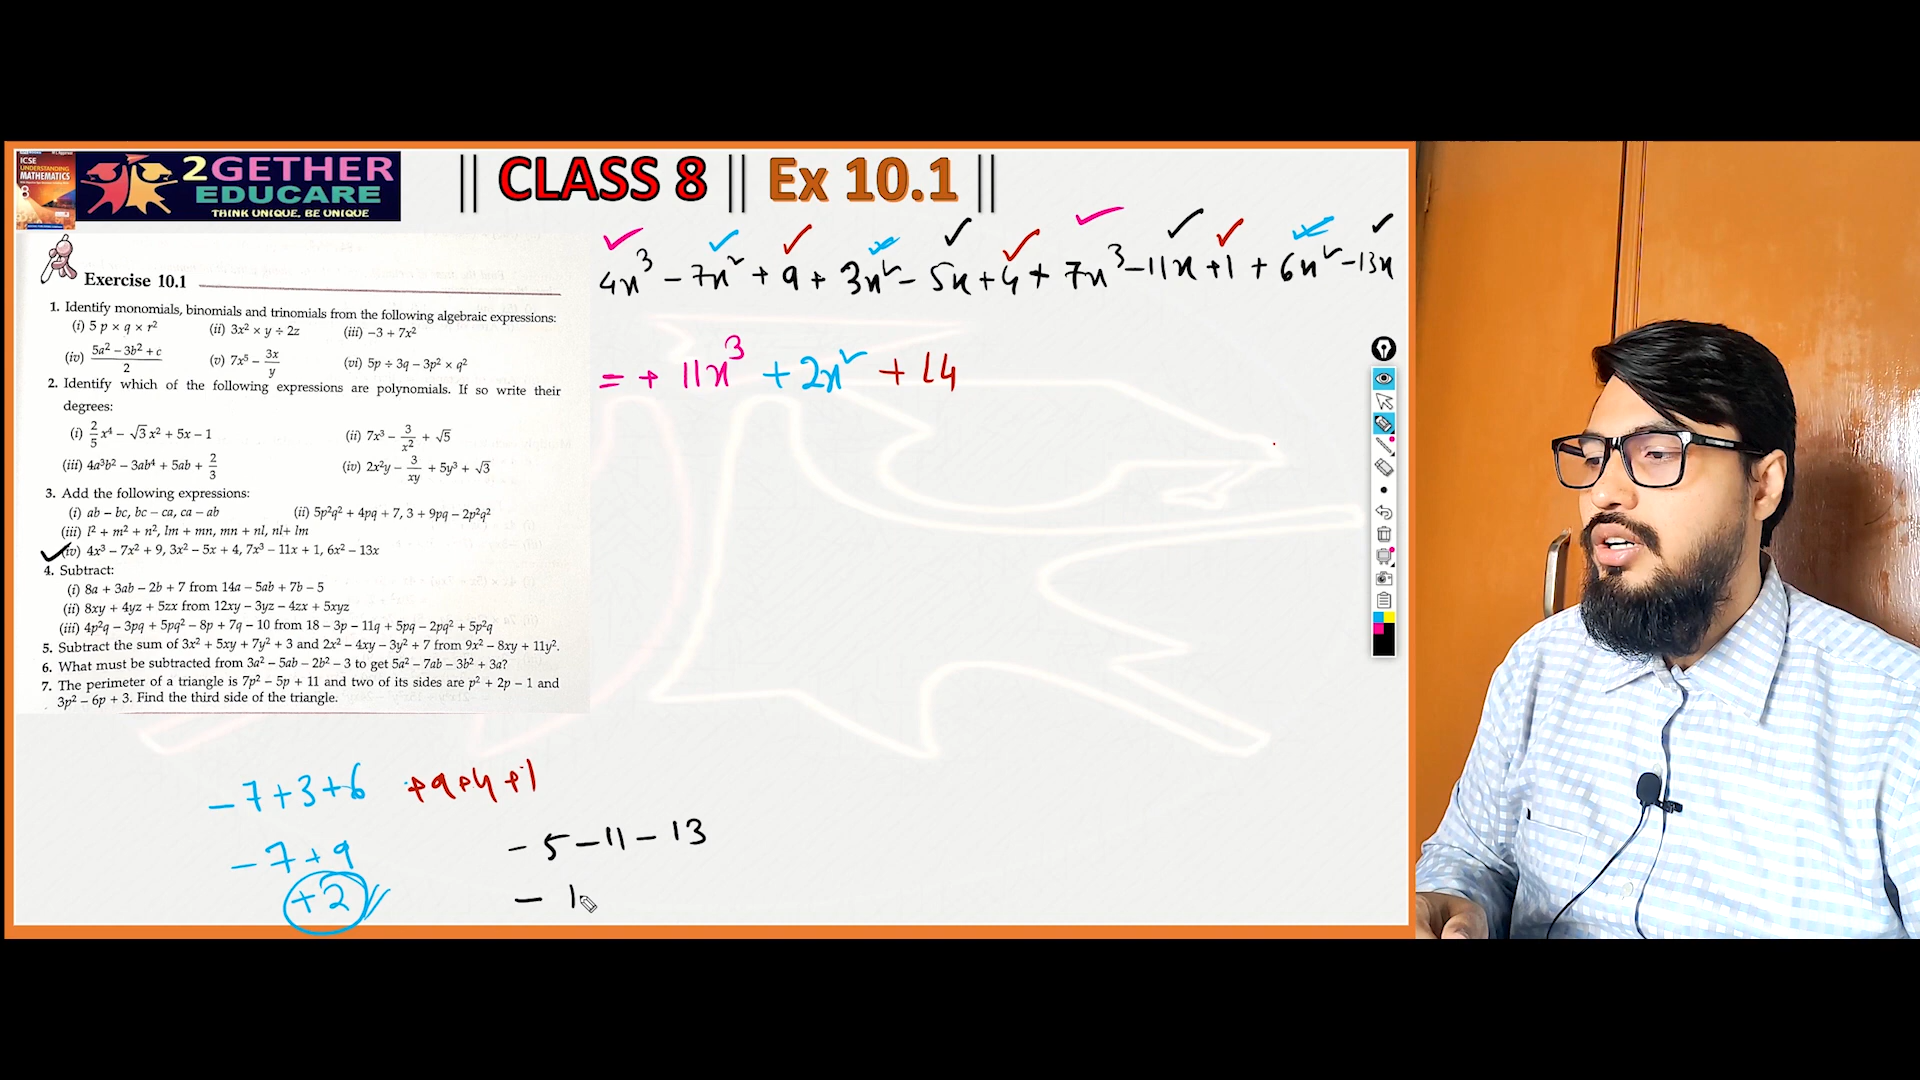 ICSE
UNDERSTANDING
MATHEMATICS
8
2GETHER
EDUCARE
THINK UNIQUE, BE UNIQUE
|| CLASS 8 || Ex 10.1 ||
Exercise 10.1
1. Identify monomials, binomials and trinomials from the following algebraic expressions:
(i) 5 p × q × r² (ii) 3x² × y ÷ 2z (iii) −3 + 7x²
(iv) (5a² − 3b² + c)/2 (v) 7x⁵ − 3x/y (vi) 5p ÷ 3q − 3p² × q²
2. Identify which of the following expressions are polynomials. If so write their
degrees:
(i) 2/5 x⁴ − √3 x² + 5x − 1 (ii) 7x³ − 3/x² + √5
(iii) 4a³b² − 3ab⁴ + 5ab + 2/3 (iv) 2x²y − 3/xy + 5y³ + √3
3. Add the following expressions:
(i) ab − bc, bc − ca, ca − ab (ii) 5p²q² + 4pq + 7, 3 + 9pq − 2p²q²
(iii) l² + m² + n², lm + mn, mn + nl, nl+ lm
(iv) 4x³ − 7x² + 9, 3x² − 5x + 4, 7x³ − 11x + 1, 6x² − 13x
4. Subtract:
(i) 8a + 3ab − 2b + 7 from 14a − 5ab + 7b − 5
(ii) 8xy + 4yz + 5zx from 12xy − 3yz − 4zx + 5xyz
(iii) 4p²q − 3pq + 5pq² − 8p + 7q − 10 from 18 − 3p − 11q + 5pq − 2pq² + 5p²q
5. Subtract the sum of 3x² + 5xy + 7y² + 3 and 2x² − 4xy − 3y² + 7 from 9x² − 8xy + 11y².
6. What must be subtracted from 3a² − 5ab − 2b² − 3 to get 5a² − 7ab − 3b² + 3a?
7. The perimeter of a triangle is 7p² − 5p + 11 and two of its sides are p² + 2p − 1 and
3p² − 6p + 3. Find the third side of the triangle.
4x³ − 7x² + 9 + 3x² − 5x + 4 + 7x³ − 11x + 1 + 6x² − 13x
= + 11x³ + 2x² + 14
− 7 + 3 + 6 +9+4+1
− 7 + 9
+2
− 5 − 11 − 13
− 1